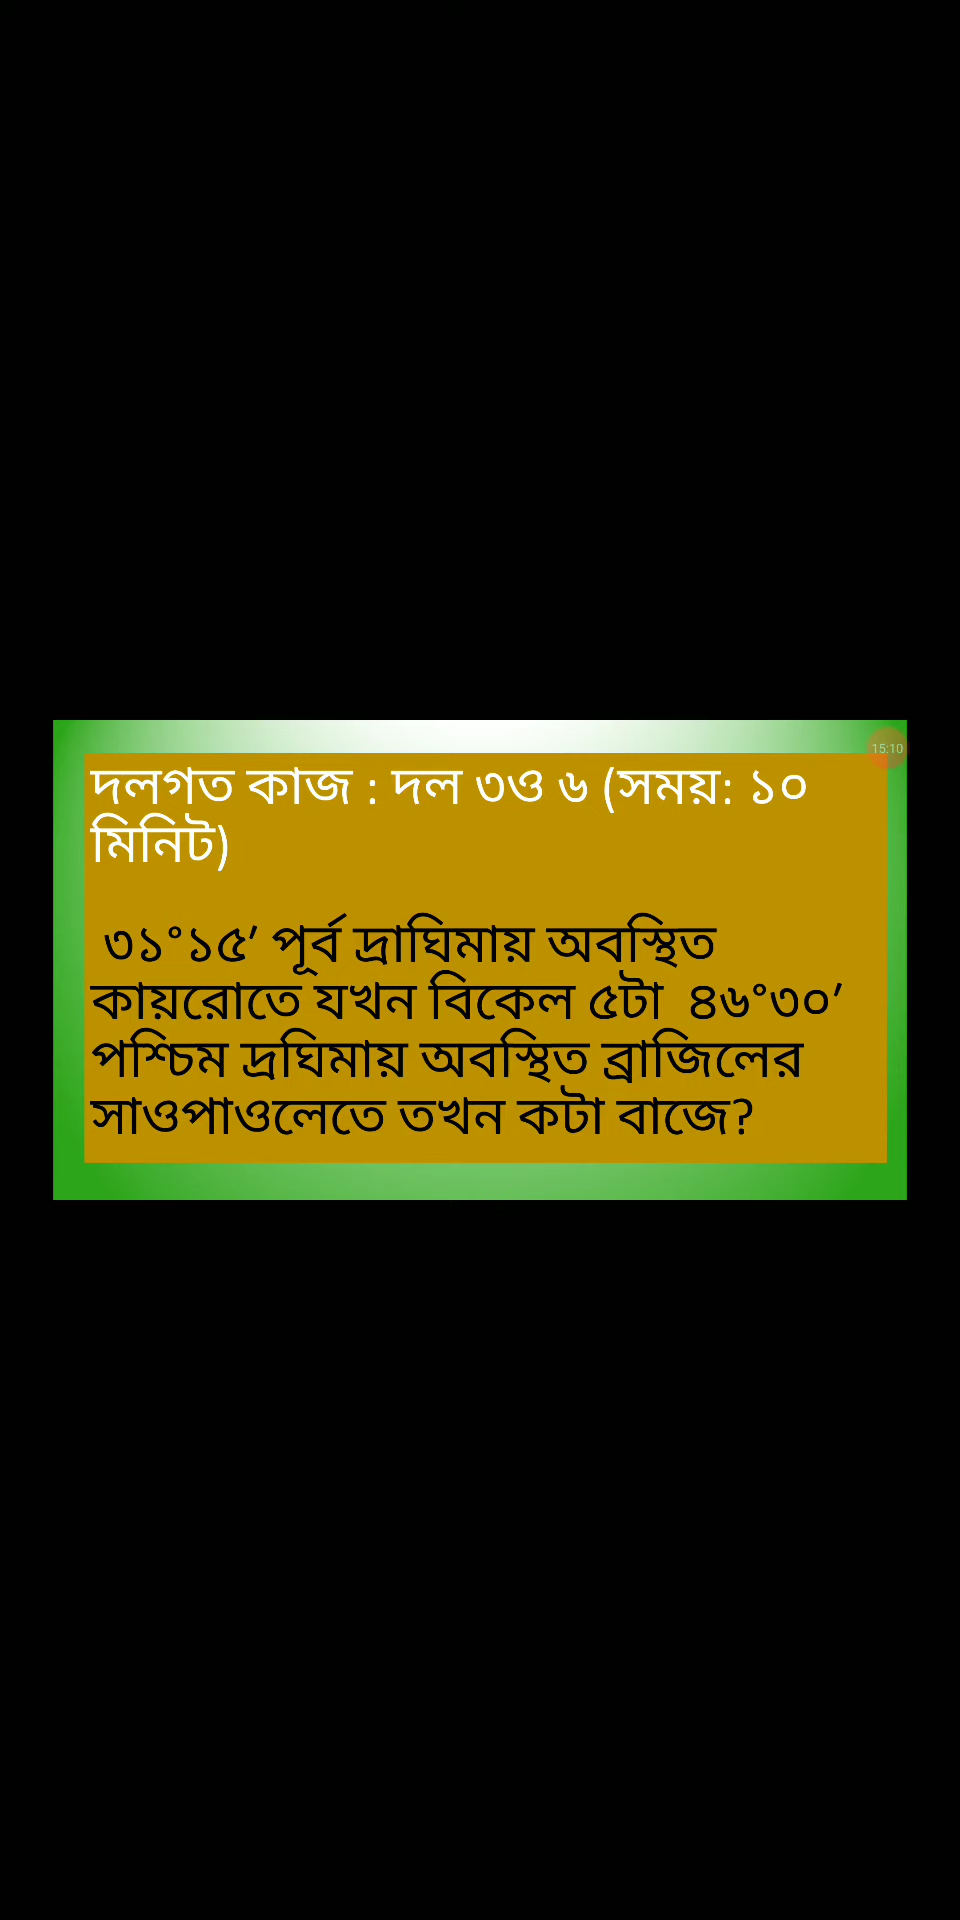 15:10
দলগত কাজ : দল ৩ও ৬ (সময়: ১০
মিনিট)
৩১°১৫′ পূর্ব দ্রাঘিমায় অবস্থিত
কায়রোতে যখন বিকেল ৫টা ৪৬°৩০′
পশ্চিম দ্রঘিমায় অবস্থিত ব্রাজিলের
সাওপাওলেতে তখন কটা বাজে?